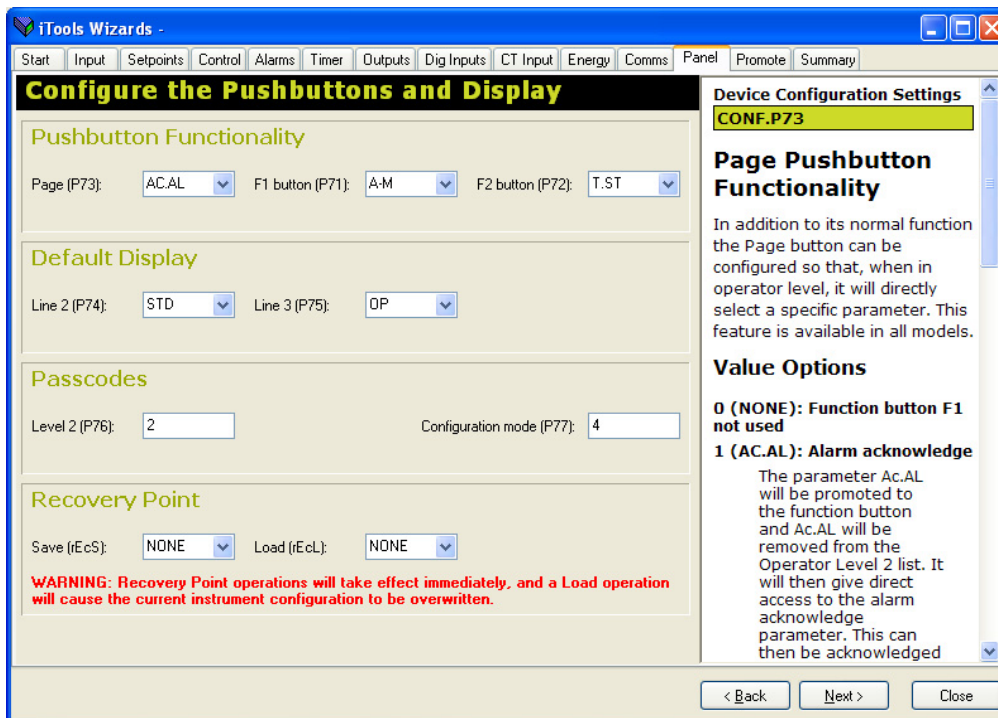 iTools Wizards -
Start Input Setpoints Control Alarms Timer Outputs Dig Inputs CT Input Energy Comms Panel Promote Summary
Configure the Pushbuttons and Display
Pushbutton Functionality
Page (P73): AC.AL F1 button (P71): A-M F2 button (P72): T.ST
Default Display
Line 2 (P74): STD Line 3 (P75): OP
Passcodes
Level 2 (P76): 2 Configuration mode (P77): 4
Recovery Point
Save (rEcS): NONE Load (rEcL): NONE
WARNING: Recovery Point operations will take effect immediately, and a Load operation
will cause the current instrument configuration to be overwritten.
Device Configuration Settings
CONF.P73
Page Pushbutton
Functionality
In addition to its normal function
the Page button can be
configured so that, when in
operator level, it will directly
select a specific parameter. This
feature is available in all models.
Value Options
0 (NONE): Function button F1
not used
1 (AC.AL): Alarm acknowledge
The parameter Ac.AL
will be promoted to
the function button
and Ac.AL will be
removed from the
Operator Level 2 list. It
will then give direct
access to the alarm
acknowledge
parameter. This can
then be acknowledged
< Back Next > Close